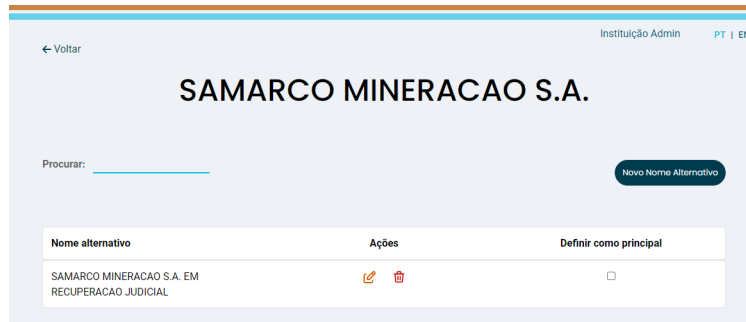 Instituição Admin
PT | EN
← Voltar
SAMARCO MINERACAO S.A.
Procurar:
Novo Nome Alternativo
Nome alternativo
Ações
Definir como principal
SAMARCO MINERACAO S.A. EM
RECUPERACAO JUDICIAL